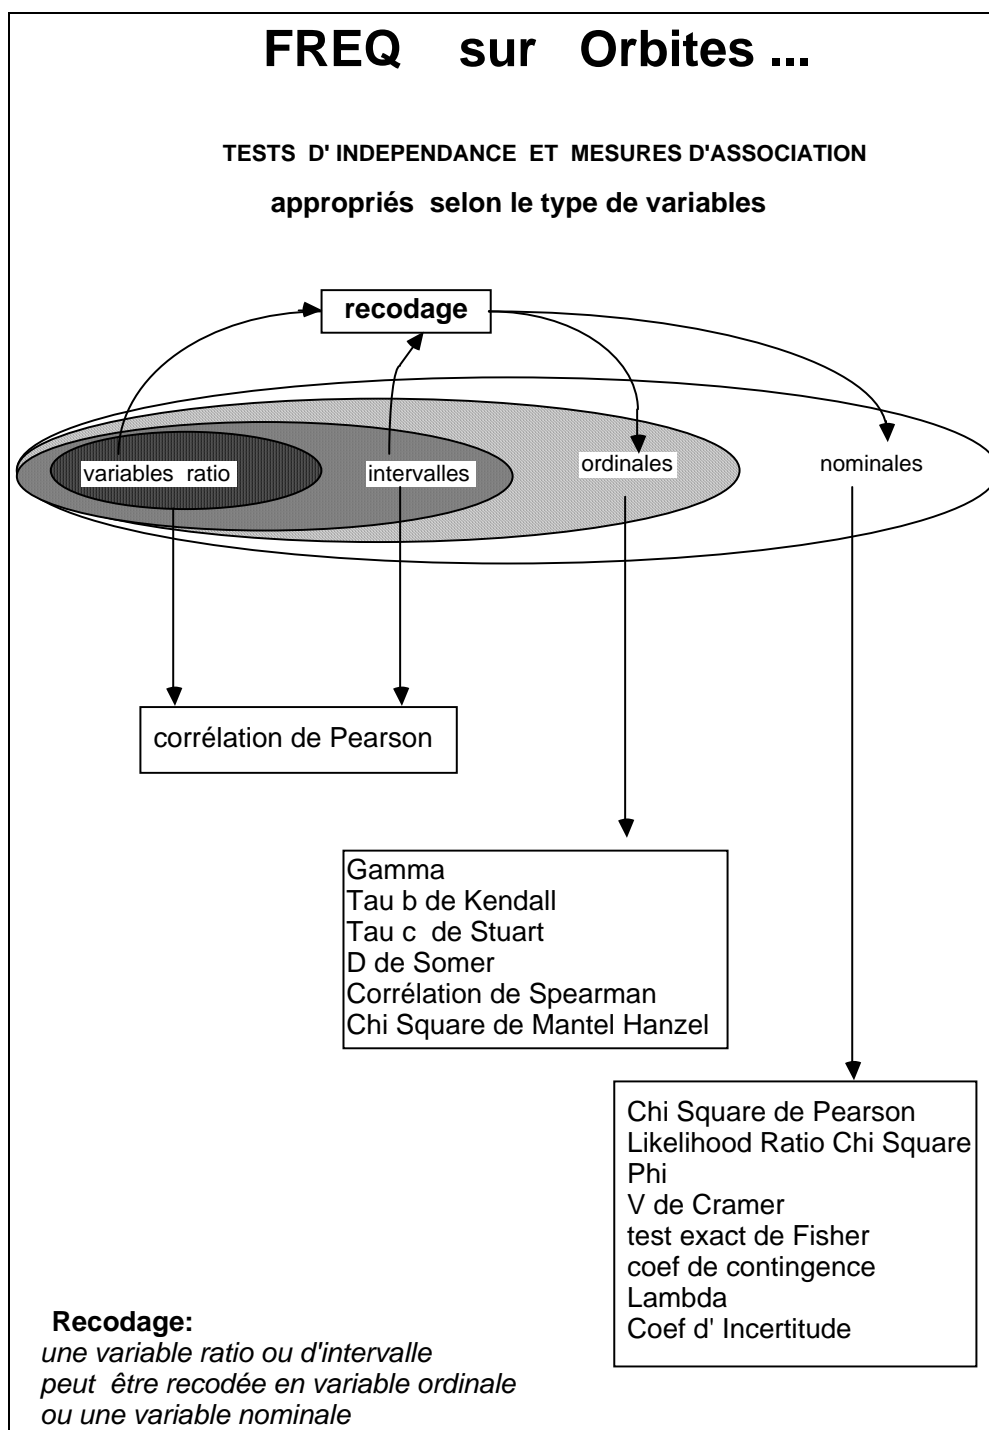 FREQ sur Orbites ...
TESTS D' INDEPENDANCE ET MESURES D'ASSOCIATION
appropriés selon le type de variables
recodage
variables ratio
intervalles
ordinales
nominales
corrélation de Pearson
Gamma
Tau b de Kendall
Tau c de Stuart
D de Somer
Corrélation de Spearman
Chi Square de Mantel Hanzel
Chi Square de Pearson
Likelihood Ratio Chi Square
Phi
V de Cramer
test exact de Fisher
coef de contingence
Lambda
Coef d' Incertitude
Recodage:
une variable ratio ou d'intervalle
peut être recodée en variable ordinale
ou une variable nominale